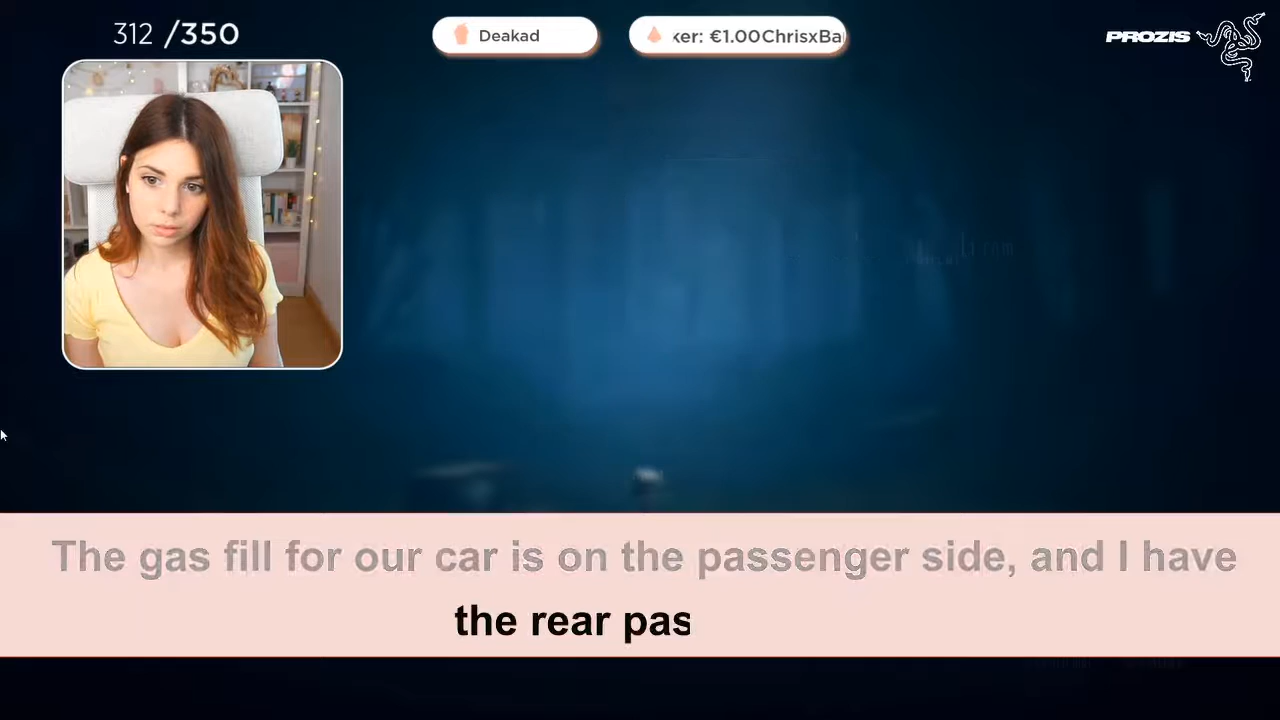 312 /350
Deakad
ker: €1.00ChrisxBa
PROZIS
The gas fill for our car is on the passenger side, and I have
the rear pas